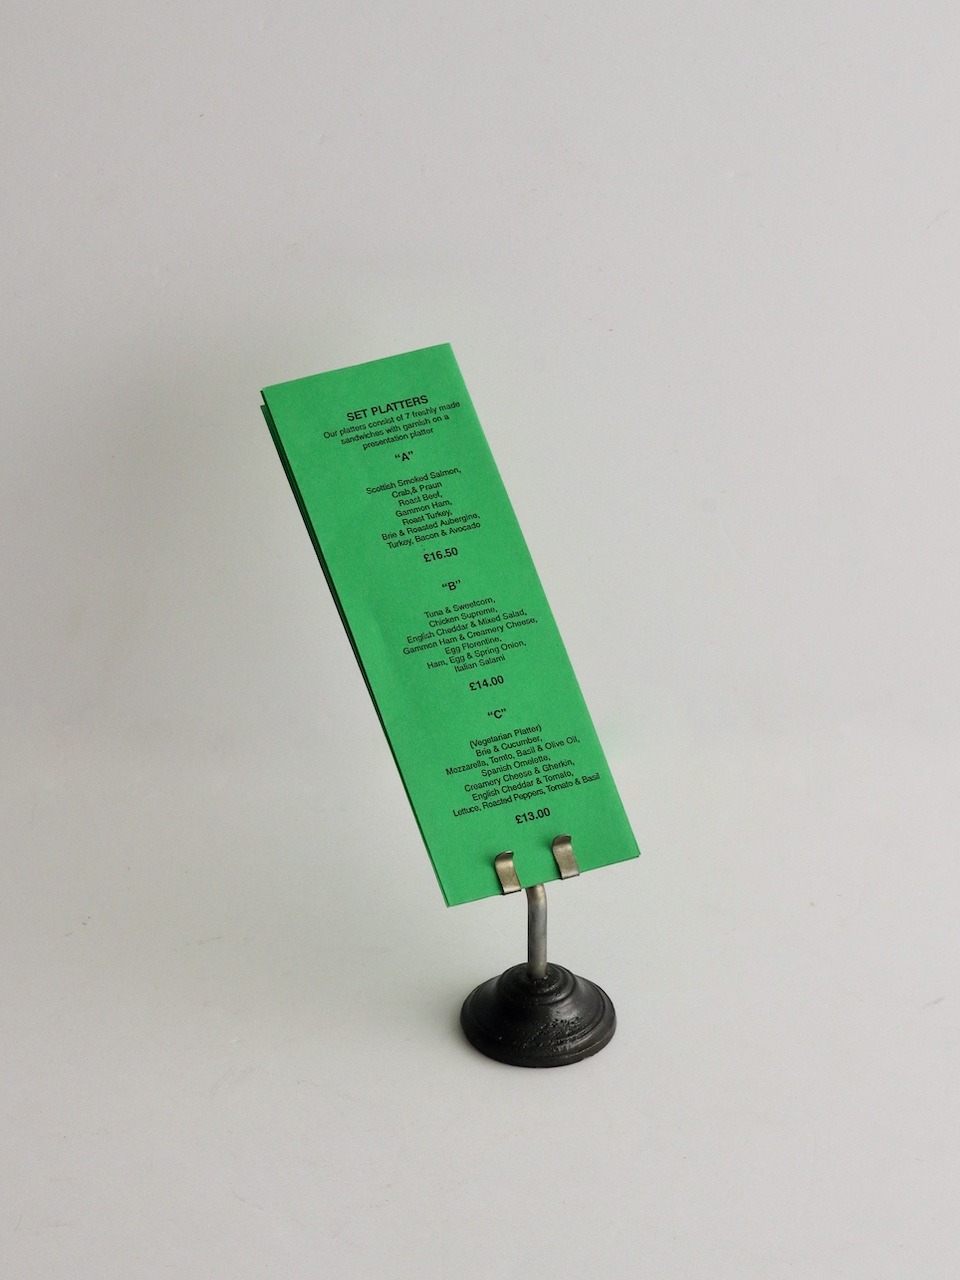 SET PLATTERS
Our platters consist of 7 freshly made
sandwiches with garnish on a
presentation platter
“A”
Scottish Smoked Salmon,
Crab,& Praun
Roast Beef,
Gammon Ham,
Roast Turkey,
Brie & Roasted Aubergine,
Turkey, Bacon & Avocado
£16.50
“B”
Tuna & Sweetcorn,
Chicken Supreme,
English Cheddar & Mixed Salad,
Gammon Ham & Creamery Cheese,
Egg Florentine,
Ham, Egg & Spring Onion,
Italian Salami
£14.00
“C”
(Vegetarian Platter)
Brie & Cucumber,
Mozzarella, Tomto, Basil & Olive Oil,
Spanish Omelette,
Creamery Cheese & Gherkin,
English Cheddar & Tomato,
Lettuce, Roasted Peppers, Tomato & Basil
£13.00